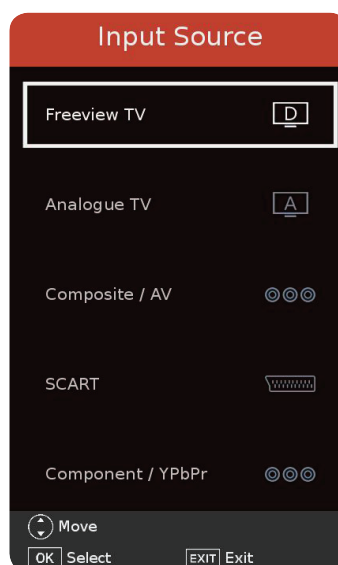 Input Source
Freeview TV D
Analogue TV A
Composite / AV
SCART
Component / YPbPr
Move
OK Select EXIT Exit